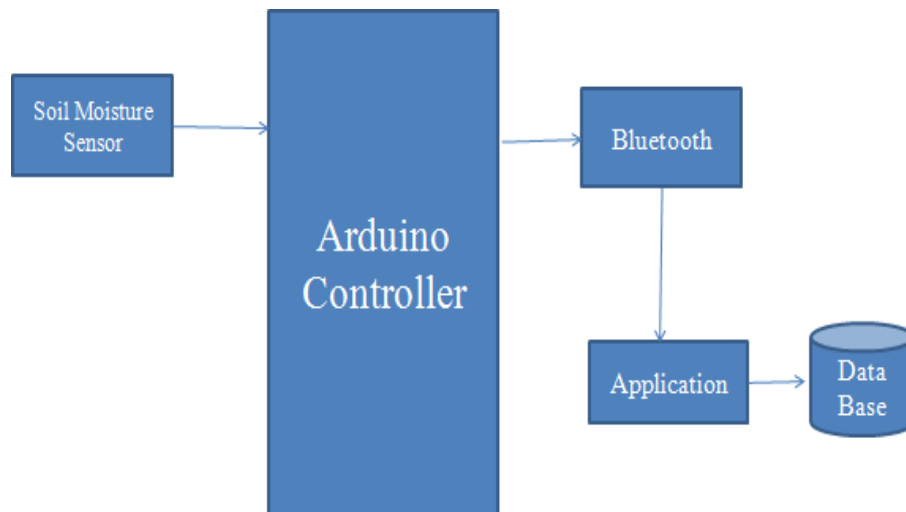 Soil Moisture
Sensor
Arduino
Controller
Bluetooth
Application
Data
Base